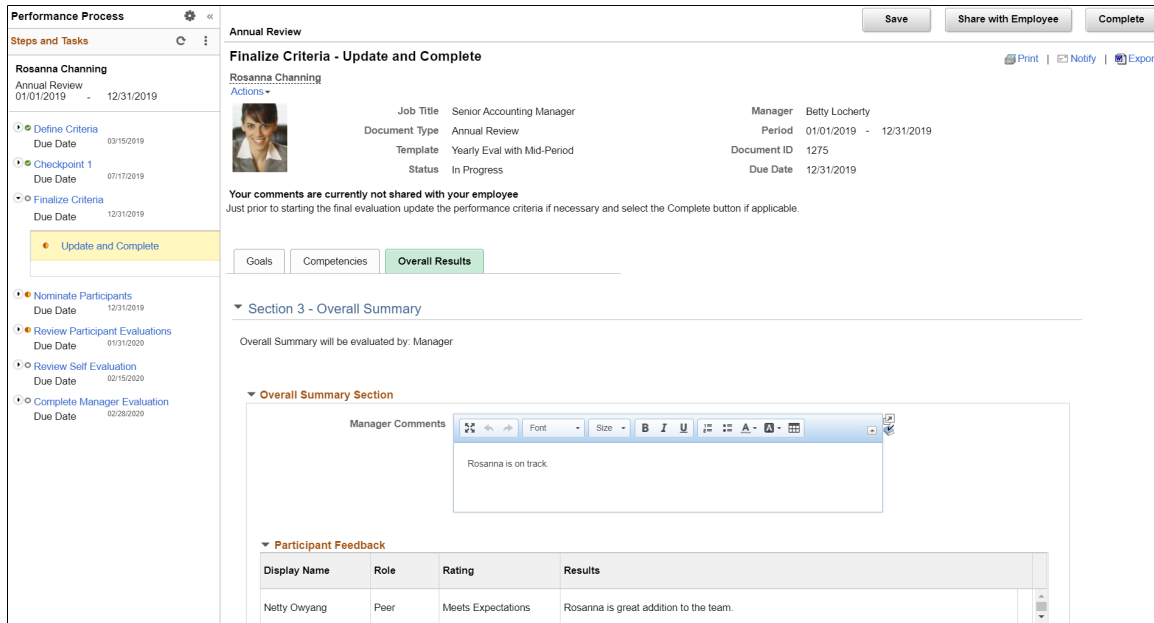 Performance Process «
Steps and Tasks
Rosanna Channing
Annual Review
01/01/2019 - 12/31/2019
Define Criteria
Due Date 03/15/2019
Checkpoint 1
Due Date 07/17/2019
Finalize Criteria
Due Date 12/31/2019
Update and Complete
Nominate Participants
Due Date 12/31/2019
Review Participant Evaluations
Due Date 01/31/2020
Review Self Evaluation
Due Date 02/15/2020
Complete Manager Evaluation
Due Date 02/28/2020
Save Share with Employee Complete
Annual Review
Finalize Criteria - Update and Complete
Print | Notify | Expor
Rosanna Channing
Actions
Job Title Senior Accounting Manager Manager Betty Locherty
Document Type Annual Review Period 01/01/2019 - 12/31/2019
Template Yearly Eval with Mid-Period Document ID 1275
Status In Progress Due Date 12/31/2019
Your comments are currently not shared with your employee
Just prior to starting the final evaluation update the performance criteria if necessary and select the Complete button if applicable.
Goals Competencies Overall Results
Section 3 - Overall Summary
Overall Summary will be evaluated by: Manager
Overall Summary Section
Manager Comments Font Size B I U A A
Rosanna is on track.
Participant Feedback
Display Name Role Rating Results
Netty Owyang Peer Meets Expectations Rosanna is great addition to the team.